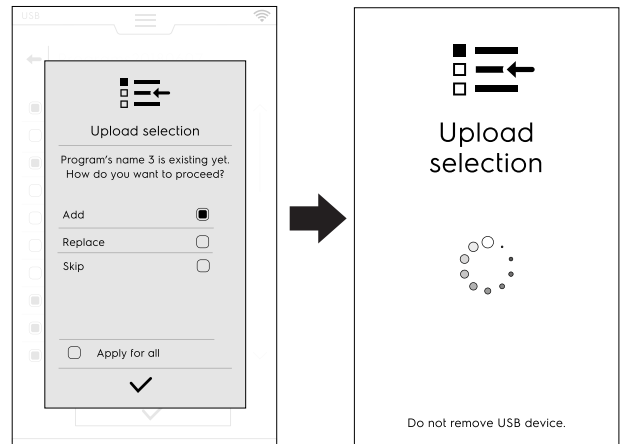 USB
Upload selection
Program's name 3 is existing yet.
How do you want to proceed?
Add
Replace
Skip
Apply for all
Upload
selection
Do not remove USB device.